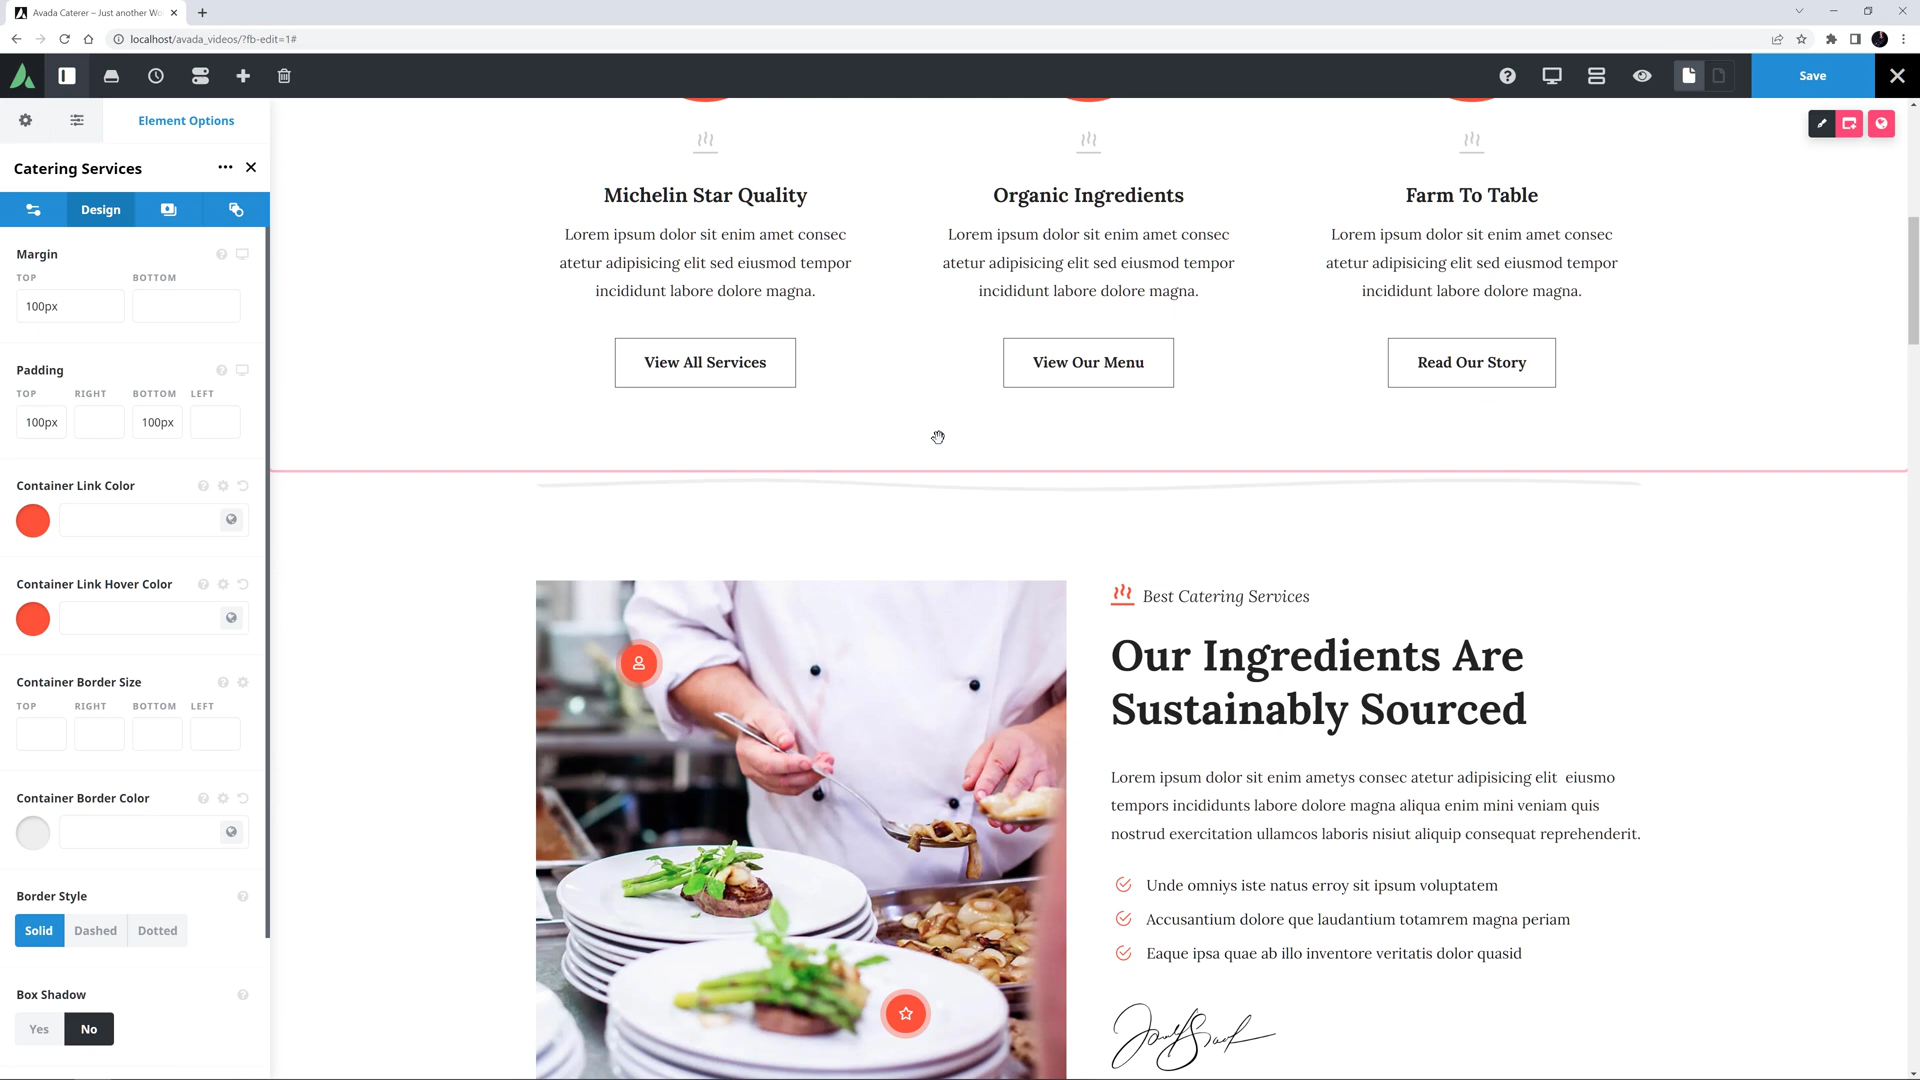 Avada Caterer – Just another Wo
localhost/avada_videos/?fb-edit=1#
Save
Element Options
Catering Services
Design
Margin
TOP BOTTOM
100px
Padding
TOP RIGHT BOTTOM LEFT
100px 100px
Container Link Color
Container Link Hover Color
Container Border Size
TOP RIGHT BOTTOM LEFT
Container Border Color
Border Style
Solid Dashed Dotted
Box Shadow
Yes No
Michelin Star Quality
Lorem ipsum dolor sit enim amet consec
atetur adipisicing elit sed eiusmod tempor
incididunt labore dolore magna.
View All Services
Organic Ingredients
Lorem ipsum dolor sit enim amet consec
atetur adipisicing elit sed eiusmod tempor
incididunt labore dolore magna.
View Our Menu
Farm To Table
Lorem ipsum dolor sit enim amet consec
atetur adipisicing elit sed eiusmod tempor
incididunt labore dolore magna.
Read Our Story
Best Catering Services
Our Ingredients Are
Sustainably Sourced
Lorem ipsum dolor sit enim ametys consec atetur adipisicing elit eiusmo
tempors incididunts labore dolore magna aliqua enim mini veniam quis
nostrud exercitation ullamcos laboris nisiut aliquip consequat reprehenderit.
Unde omniys iste natus erroy sit ipsum voluptatem
Accusantium dolore que laudantium totamrem magna periam
Eaque ipsa quae ab illo inventore veritatis dolor quasid